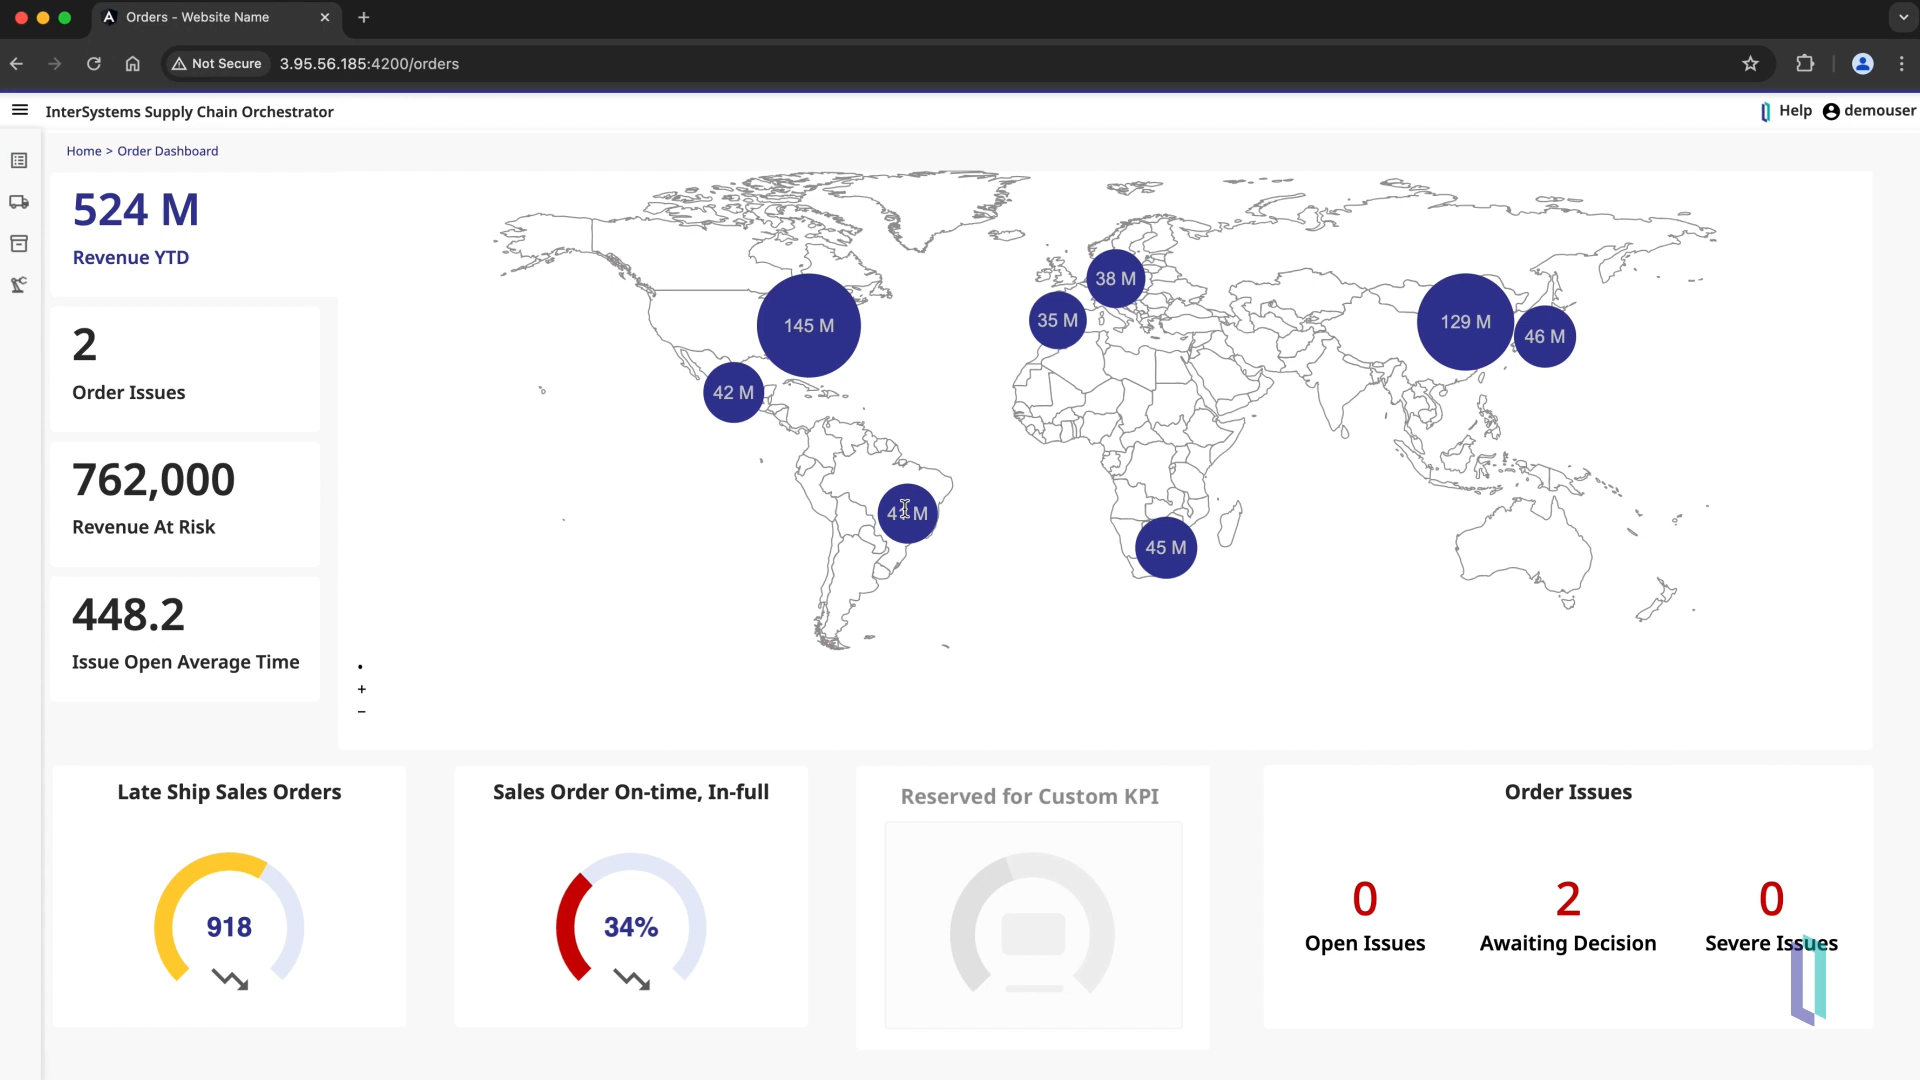 Orders - Website Name
Not Secure
3.95.56.185:4200/orders
InterSystems Supply Chain Orchestrator
Help
demouser
Home > Order Dashboard
524 M
Revenue YTD
2
Order Issues
762,000
Revenue At Risk
448.2
Issue Open Average Time
145 M
42 M
38 M
35 M
129 M
46 M
45 M
+
−
Late Ship Sales Orders
918
Sales Order On-time, In-full
34%
Reserved for Custom KPI
Order Issues
0
Open Issues
2
Awaiting Decision
0
Severe Issues